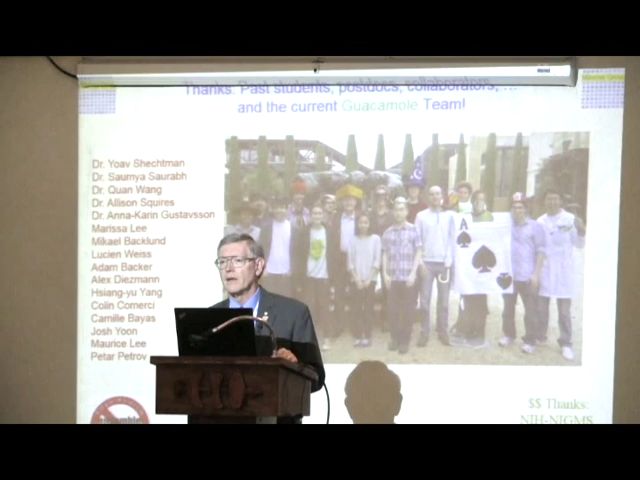 Thanks: Past students, postdocs, collaborators, ...
and the current Guacamole Team!
Dr. Yoav Shechtman
Dr. Saumya Saurabh
Dr. Quan Wang
Dr. Allison Squires
Dr. Anna-Karin Gustavsson
Marissa Lee
Mikael Backlund
Lucien Weiss
Adam Backer
Alex Diezmann
Hsiang-yu Yang
Colin Comerci
Camille Bayas
Josh Yoon
Maurice Lee
Petar Petrov
A
$$ Thanks:
NIH-NIGMS